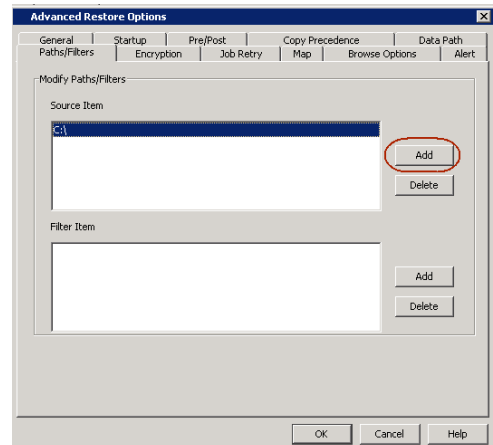 Advanced Restore Options
General Startup Pre/Post Copy Precedence Data Path
Paths/Filters Encryption Job Retry Map Browse Options Alert
Modify Paths/Filters
Source Item
C:\
Add
Delete
Filter Item
Add
Delete
OK Cancel Help